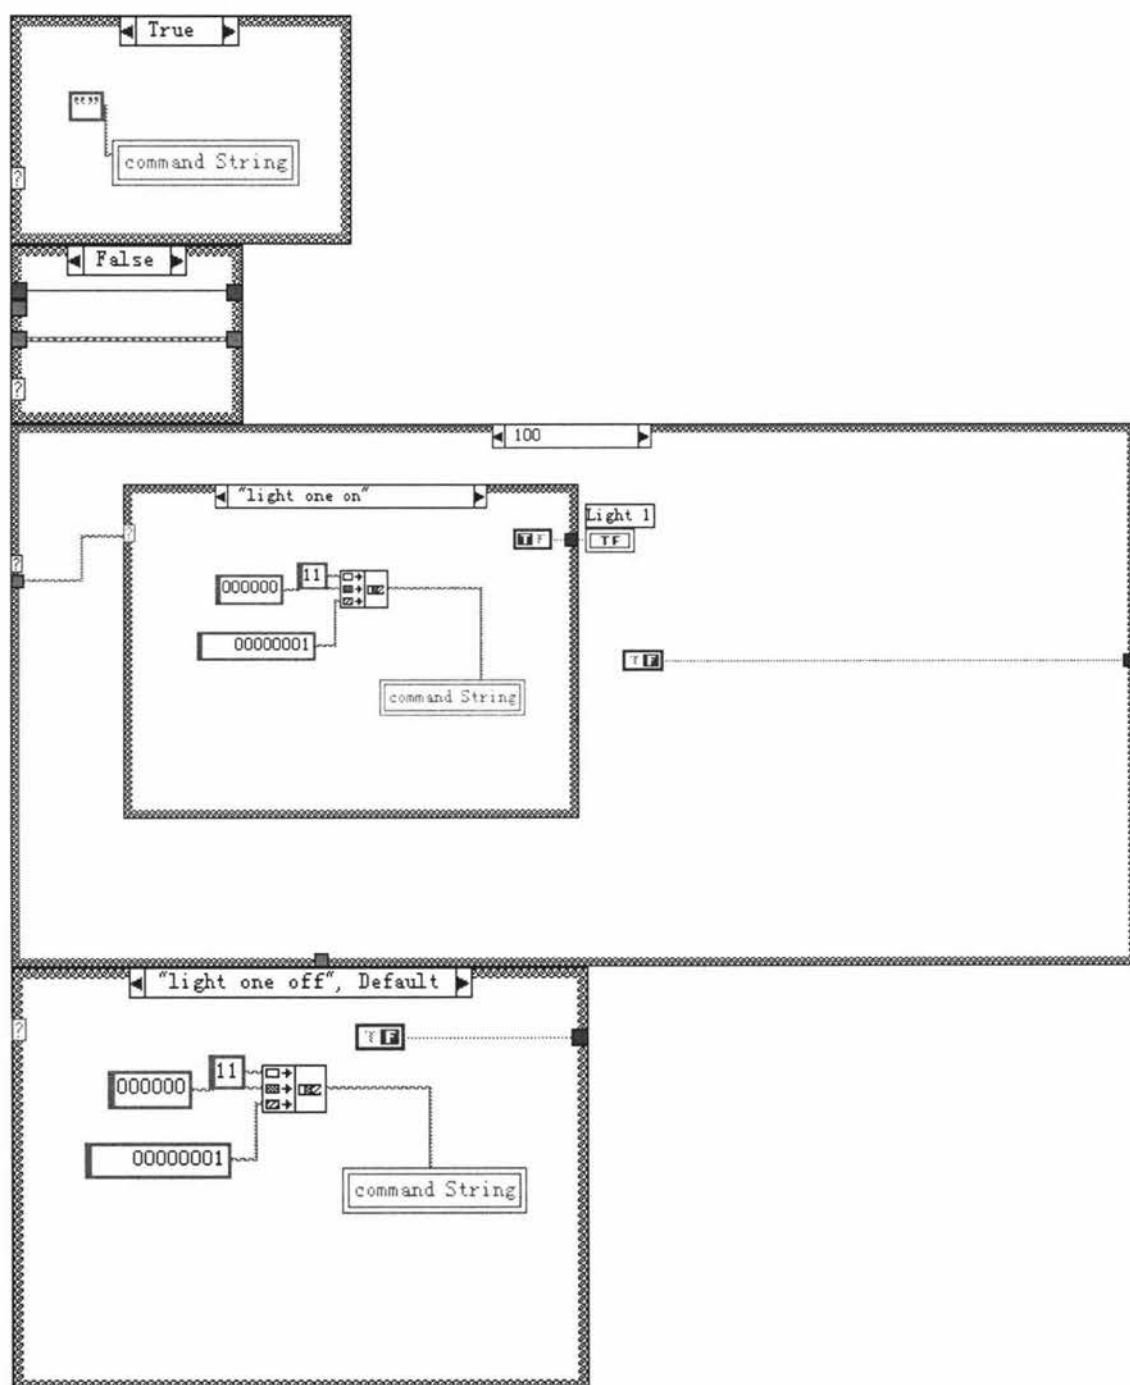 True
“”
command String
?
False
?
100
"light one on"
Light 1
?
T F
TF
?
11
000000
00000001
T F
command String
"light one off", Default
?
T F
11
000000
00000001
command String